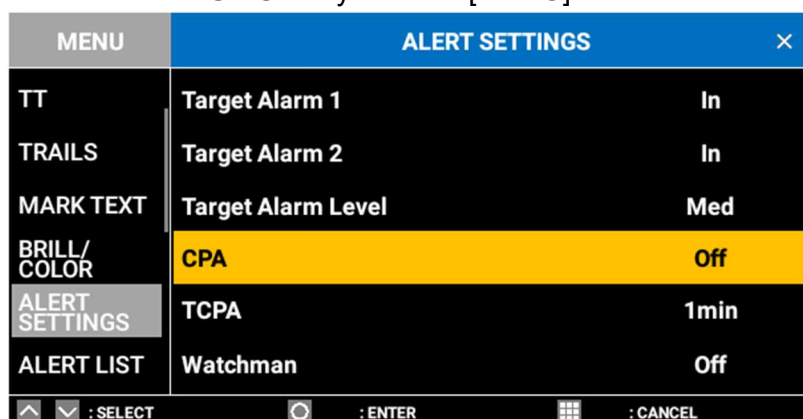 MENU
ALERT SETTINGS ×
TT
Target Alarm 1 In
TRAILS
Target Alarm 2 In
MARK TEXT
Target Alarm Level Med
BRILL/
COLOR
CPA Off
ALERT
SETTINGS
TCPA 1min
ALERT LIST
Watchman Off
: SELECT : ENTER : CANCEL